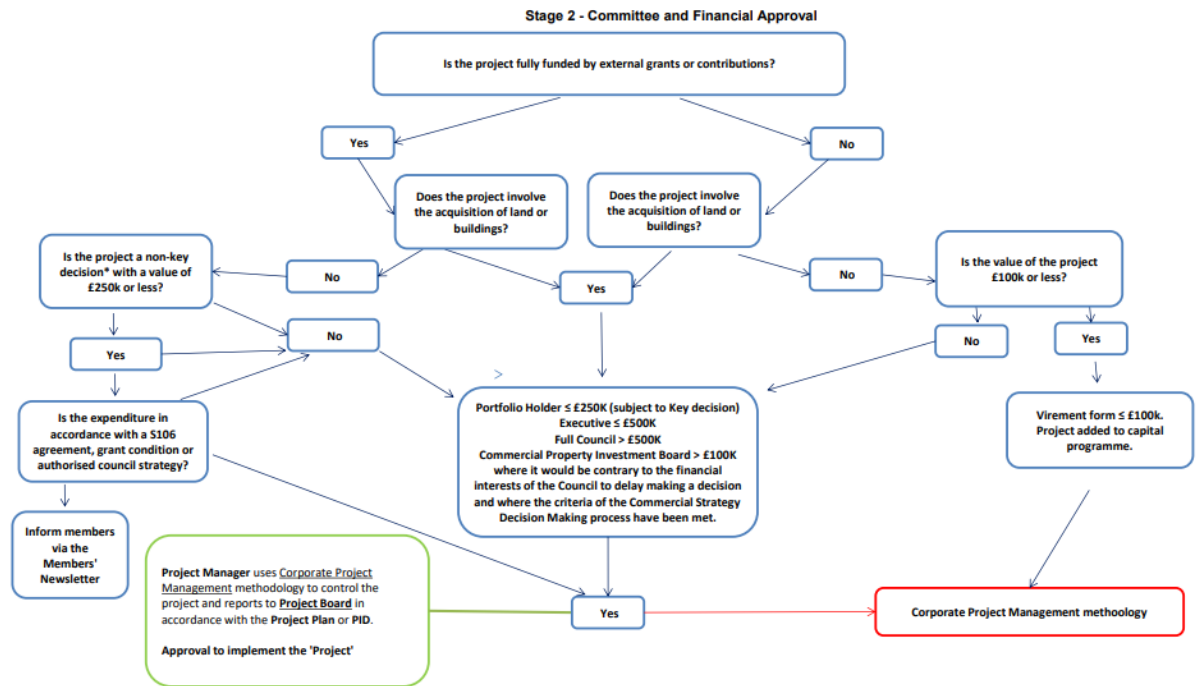 Stage 2 - Committee and Financial Approval
Is the project fully funded by external grants or contributions?
Yes
No
Does the project involve
the acquisition of land or
buildings?
Does the project involve
the acquisition of land or
buildings?
Is the project a non-key
decision* with a value of
£250k or less?
No
Yes
No
Is the value of the project
£100k or less?
No
Yes
No
Yes
>
Is the expenditure in
accordance with a S106
agreement, grant condition or
authorised council strategy?
Portfolio Holder ≤ £250K (subject to Key decision)
Executive ≤ £500K
Full Council > £500K
Commercial Property Investment Board > £100K
where it would be contrary to the financial
interests of the Council to delay making a decision
and where the criteria of the Commercial Strategy
Decision Making process have been met.
Virement form ≤ £100k.
Project added to capital
programme.
Inform members
via the
Members'
Newsletter
Project Manager uses Corporate Project
Management methodology to control the
project and reports to Project Board in
accordance with the Project Plan or PID.
Approval to implement the 'Project'
Yes
Corporate Project Management methoology